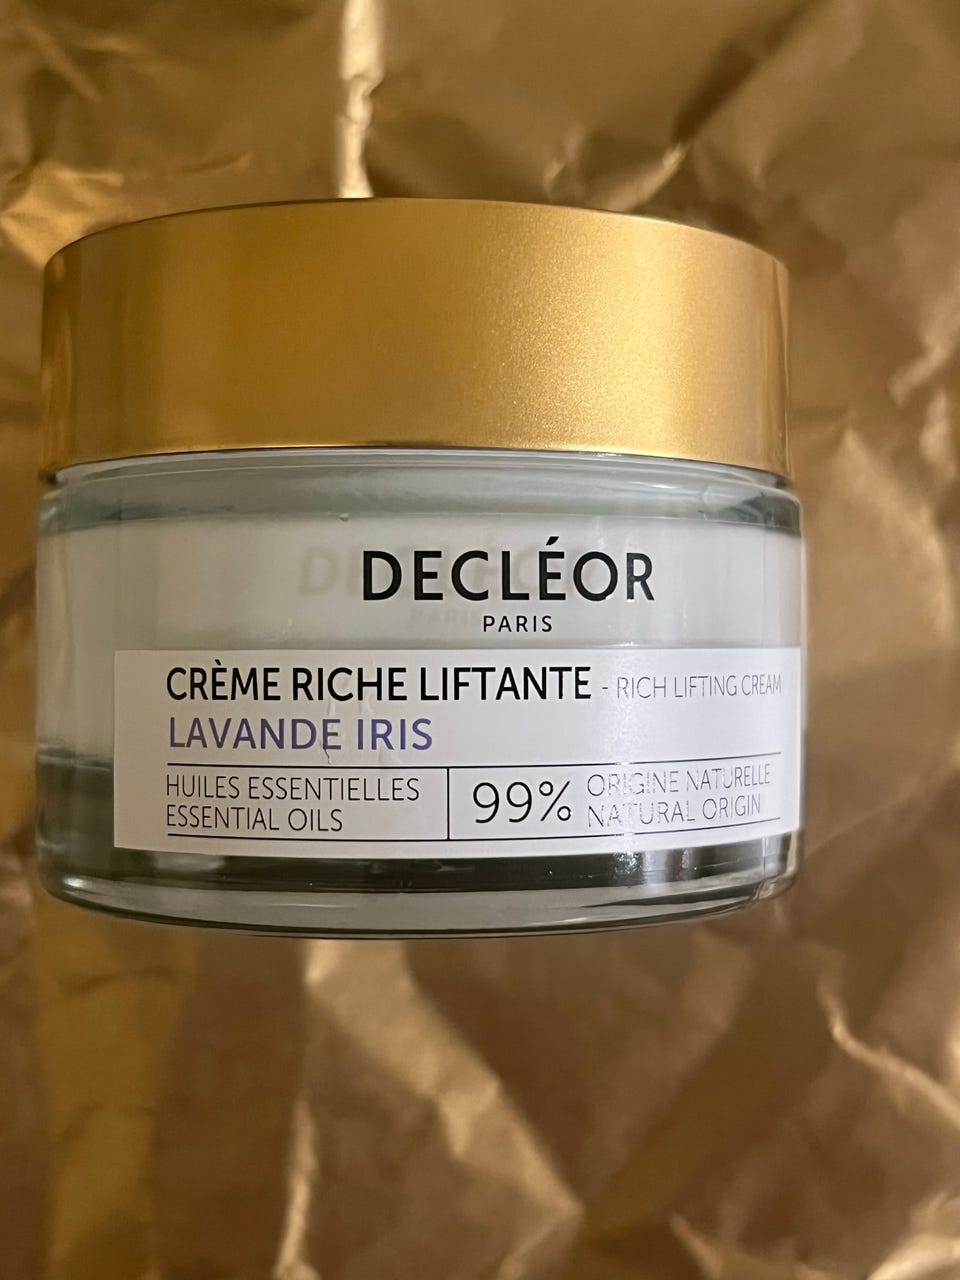 DECLÉOR
PARIS
CRÈME RICHE LIFTANTE - RICH LIFTING CREAM
LAVANDE IRIS
HUILES ESSENTIELLES
ESSENTIAL OILS
99% ORIGINE NATURELLE
NATURAL ORIGIN